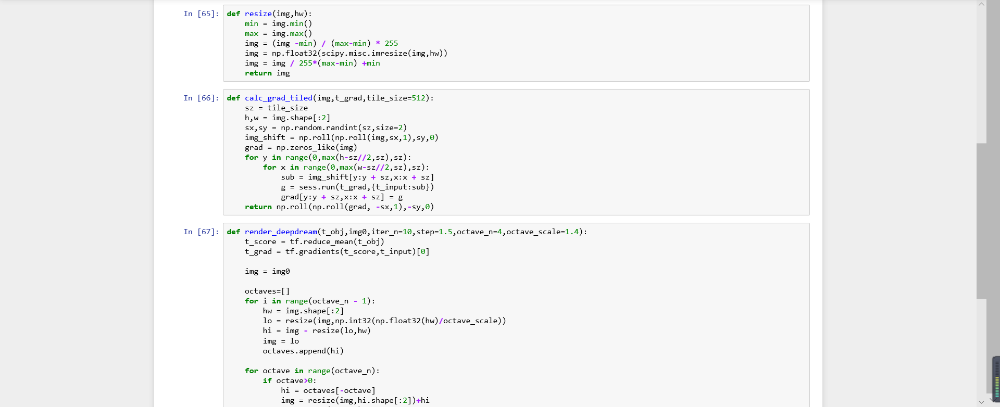 In [65]: def resize(img,hw):
    min = img.min()
    max = img.max()
    img = (img -min) / (max-min) * 255
    img = np.float32(scipy.misc.imresize(img,hw))
    img = img / 255*(max-min) +min
    return img
In [66]: def calc_grad_tiled(img,t_grad,tile_size=512):
    sz = tile_size
    h,w = img.shape[:2]
    sx,sy = np.random.randint(sz,size=2)
    img_shift = np.roll(np.roll(img,sx,1),sy,0)
    grad = np.zeros_like(img)
    for y in range(0,max(h-sz//2,sz),sz):
        for x in range(0,max(w-sz//2,sz),sz):
            sub = img_shift[y:y + sz,x:x + sz]
            g = sess.run(t_grad,{t_input:sub})
            grad[y:y + sz,x:x + sz] = g
    return np.roll(np.roll(grad, -sx,1),-sy,0)
In [67]: def render_deepdream(t_obj,img0,iter_n=10,step=1.5,octave_n=4,octave_scale=1.4):
    t_score = tf.reduce_mean(t_obj)
    t_grad = tf.gradients(t_score,t_input)[0]
    img = img0
    octaves=[]
    for i in range(octave_n - 1):
        hw = img.shape[:2]
        lo = resize(img,np.int32(np.float32(hw)/octave_scale))
        hi = img - resize(lo,hw)
        img = lo
        octaves.append(hi)
    for octave in range(octave_n):
        if octave>0:
            hi = octaves[-octave]
            img = resize(img,hi.shape[:2])+hi